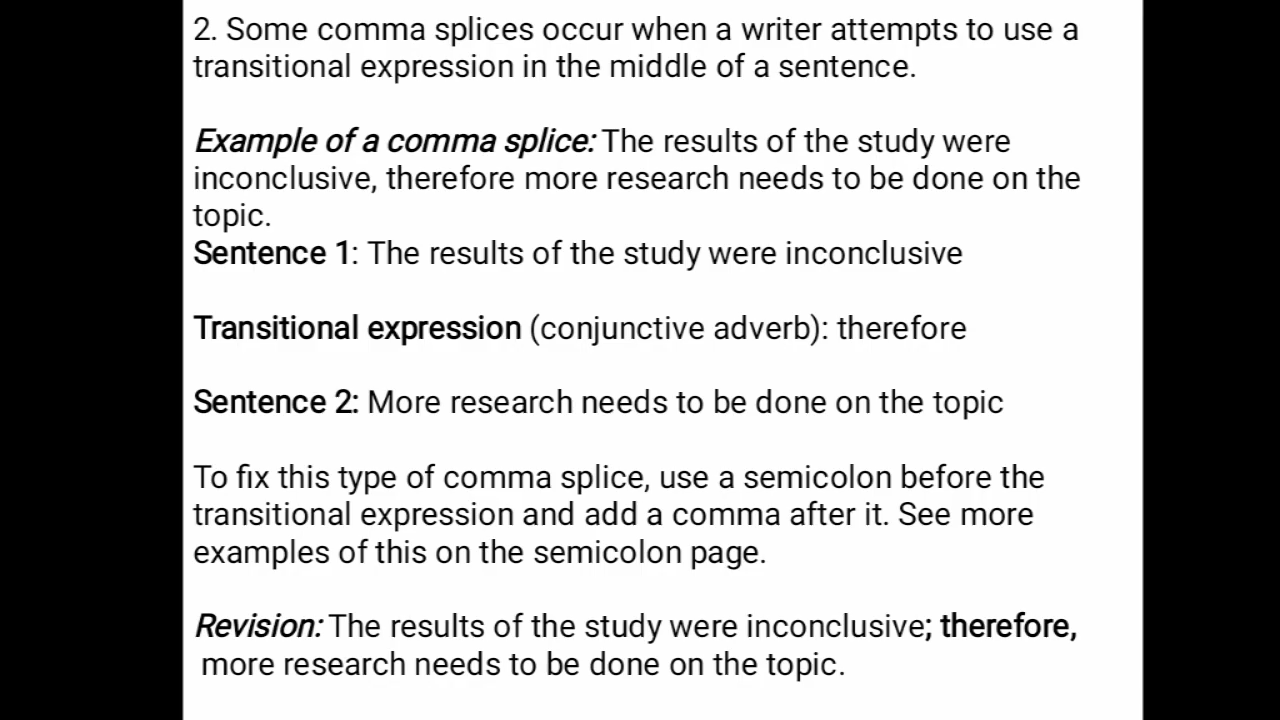 2. Some comma splices occur when a writer attempts to use a
transitional expression in the middle of a sentence.
Example of a comma splice: The results of the study were
inconclusive, therefore more research needs to be done on the
topic.
Sentence 1: The results of the study were inconclusive
Transitional expression (conjunctive adverb): therefore
Sentence 2: More research needs to be done on the topic
To fix this type of comma splice, use a semicolon before the
transitional expression and add a comma after it. See more
examples of this on the semicolon page.
Revision: The results of the study were inconclusive; therefore,
more research needs to be done on the topic.